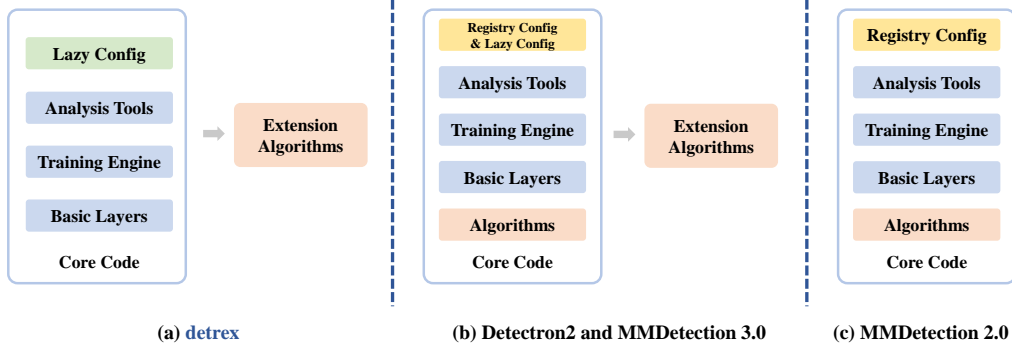 Lazy Config
Analysis Tools
Training Engine
Basic Layers
Core Code
Extension
Algorithms
(a) detrex
Registry Config
& Lazy Config
Analysis Tools
Training Engine
Basic Layers
Algorithms
Core Code
Extension
Algorithms
(b) Detectron2 and MMDetection 3.0
Registry Config
Analysis Tools
Training Engine
Basic Layers
Algorithms
Core Code
(c) MMDetection 2.0